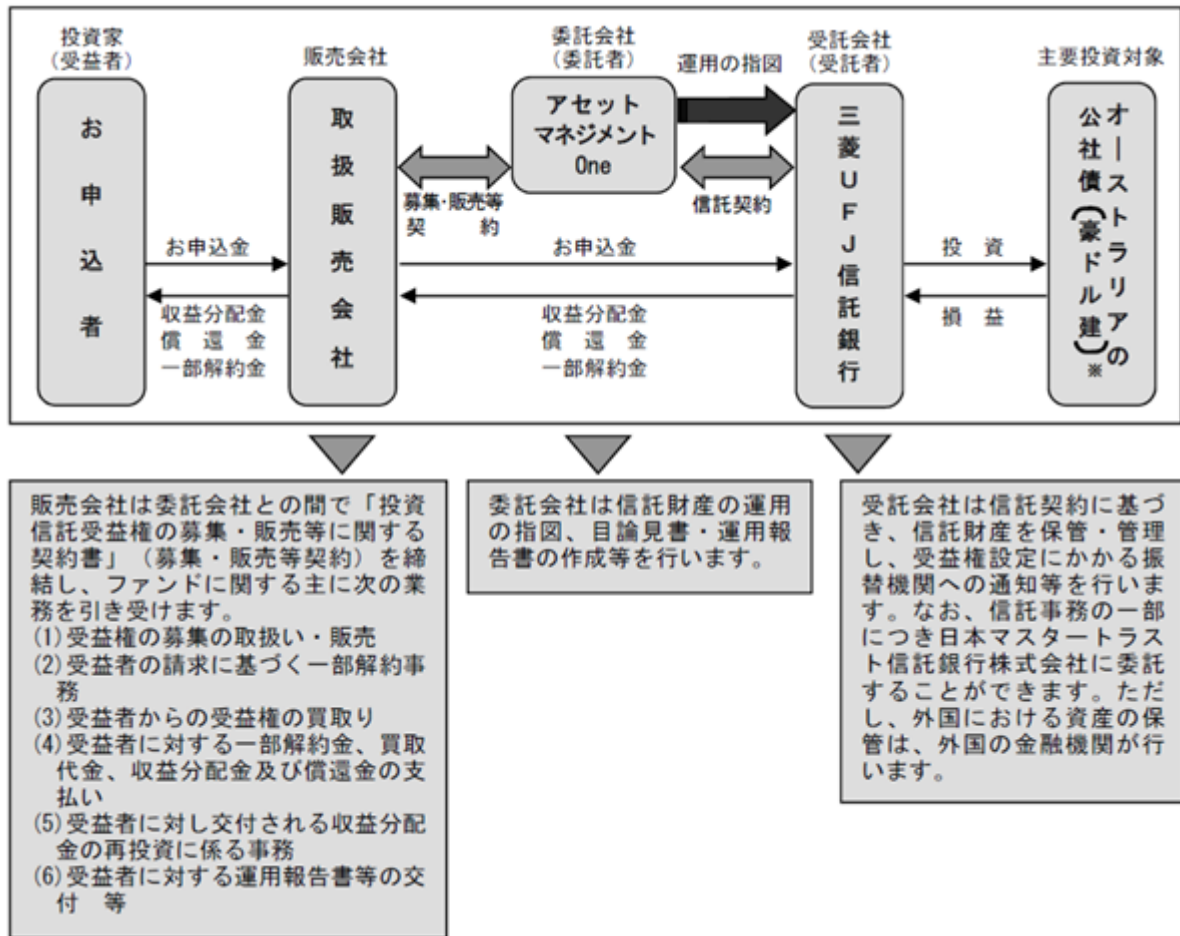 投資家
(受益者)
お申込者
販売会社
取扱販売会社
委託会社
(委託者)
アセット
マネジメント
One
運用の指図
受託会社
(受託者)
三菱UFJ信託銀行
主要投資対象
オーストラリアの
公社債(豪ドル建)※
募集・販売等
契 約
信託契約
お申込金
収益分配金
償 還 金
一部解約金
お申込金
収益分配金
償 還 金
一部解約金
投 資
損 益
販売会社は委託会社との間で「投資
信託受益権の募集・販売等に関する
契約書」(募集・販売等契約)を締
結し、ファンドに関する主に次の業
務を引き受けます。
(1)受益権の募集の取扱い・販売
(2)受益者の請求に基づく一部解約事
務
(3)受益者からの受益権の買取り
(4)受益者に対する一部解約金、買取
代金、収益分配金及び償還金の支
払い
(5)受益者に対し交付される収益分配
金の再投資に係る事務
(6)受益者に対する運用報告書等の交
付 等
委託会社は信託財産の運用
の指図、目論見書・運用報
告書の作成等を行います。
受託会社は信託契約に基づ
き、信託財産を保管・管理
し、受益権設定にかかる振
替機関への通知等を行いま
す。なお、信託事務の一部
につき日本マスタートラス
ト信託銀行株式会社に委託
することができます。ただ
し、外国における資産の保
管は、外国の金融機関が行
います。